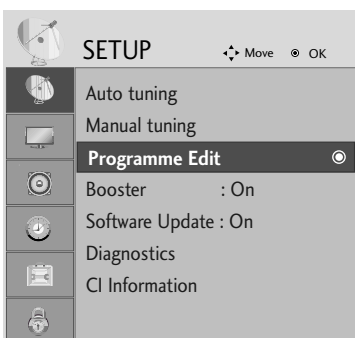 SETUP Move OK
Auto tuning
Manual tuning
Programme Edit
Booster : On
Software Update : On
Diagnostics
CI Information